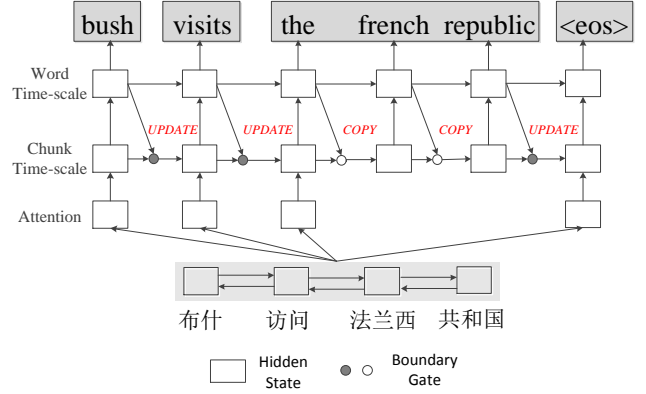 bush visits the french republic <eos>
Word
Time-scale
UPDATE UPDATE COPY COPY UPDATE
Chunk
Time-scale
Attention
布什 访问 法兰西 共和国
Hidden
State
Boundary
Gate